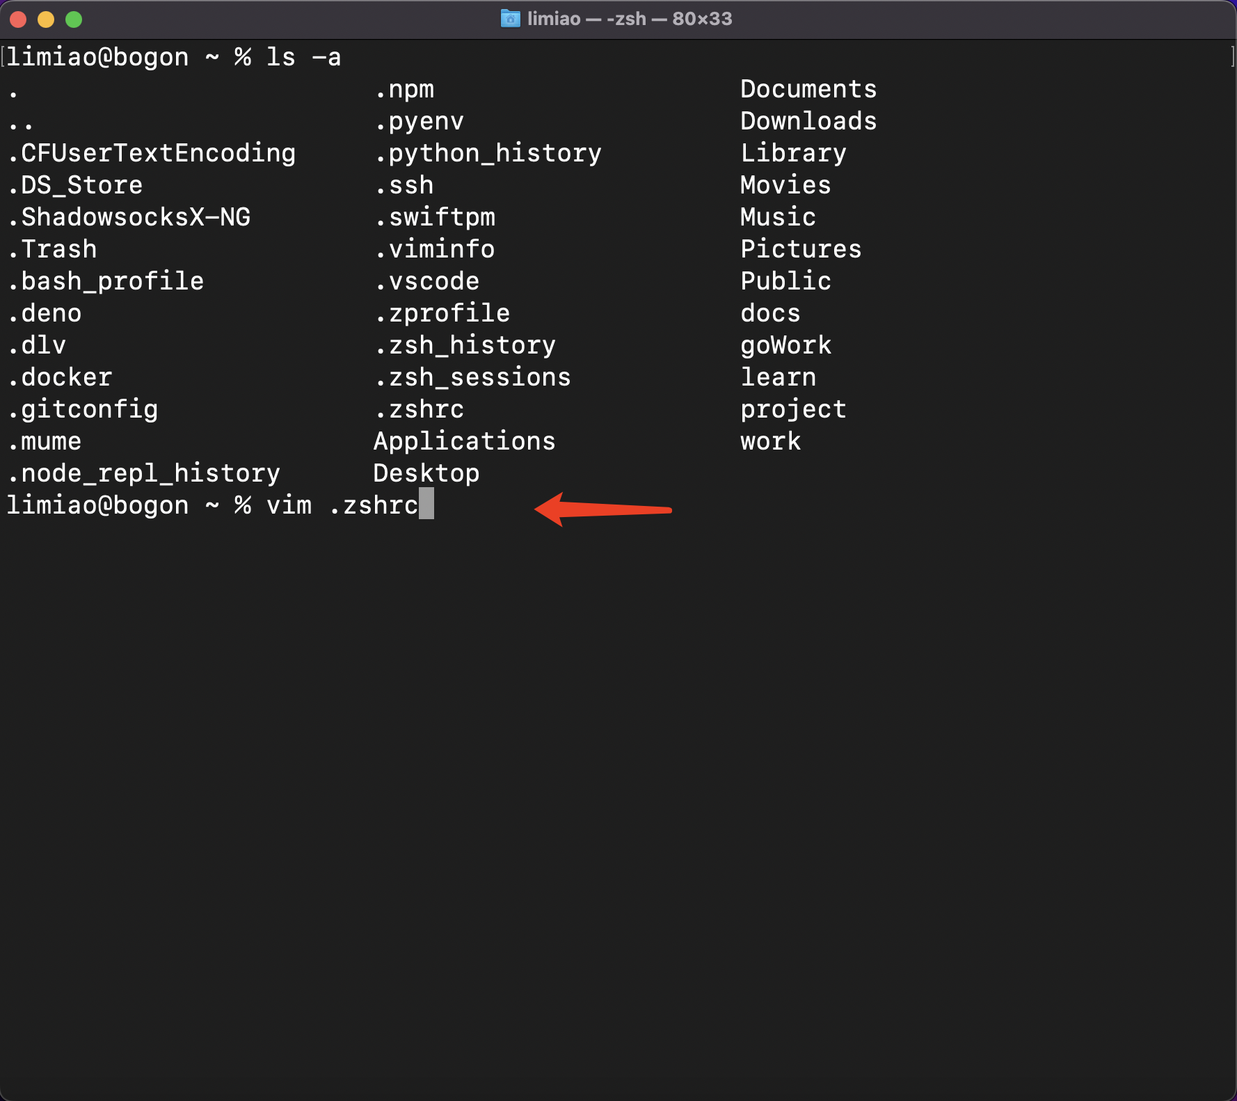 limiao — -zsh — 80×33
limiao@bogon ~ % ls -a
. .npm Documents
.. .pyenv Downloads
.CFUserTextEncoding .python_history Library
.DS_Store .ssh Movies
.ShadowsocksX-NG .swiftpm Music
.Trash .viminfo Pictures
.bash_profile .vscode Public
.deno .zprofile docs
.dlv .zsh_history goWork
.docker .zsh_sessions learn
.gitconfig .zshrc project
.mume Applications work
.node_repl_history Desktop
limiao@bogon ~ % vim .zshrc